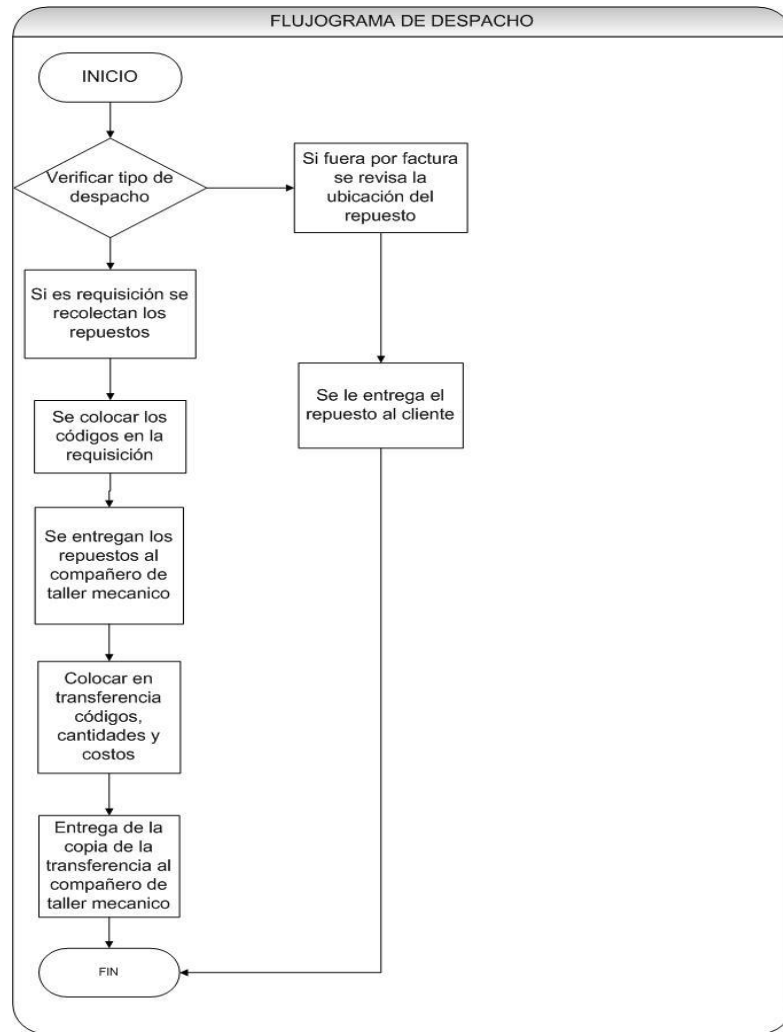 FLUJOGRAMA DE DESPACHO
INICIO
Verificar tipo de
despacho
Si fuera por factura
se revisa la
ubicación del
repuesto
Si es requisición se
recolectan los
repuestos
Se le entrega el
repuesto al cliente
Se colocar los
códigos en la
requisición
Se entregan los
repuestos al
compañero de
taller mecanico
Colocar en
transferencia
códigos,
cantidades y
costos
Entrega de la
copia de la
transferencia al
compañero de
taller mecanico
FIN